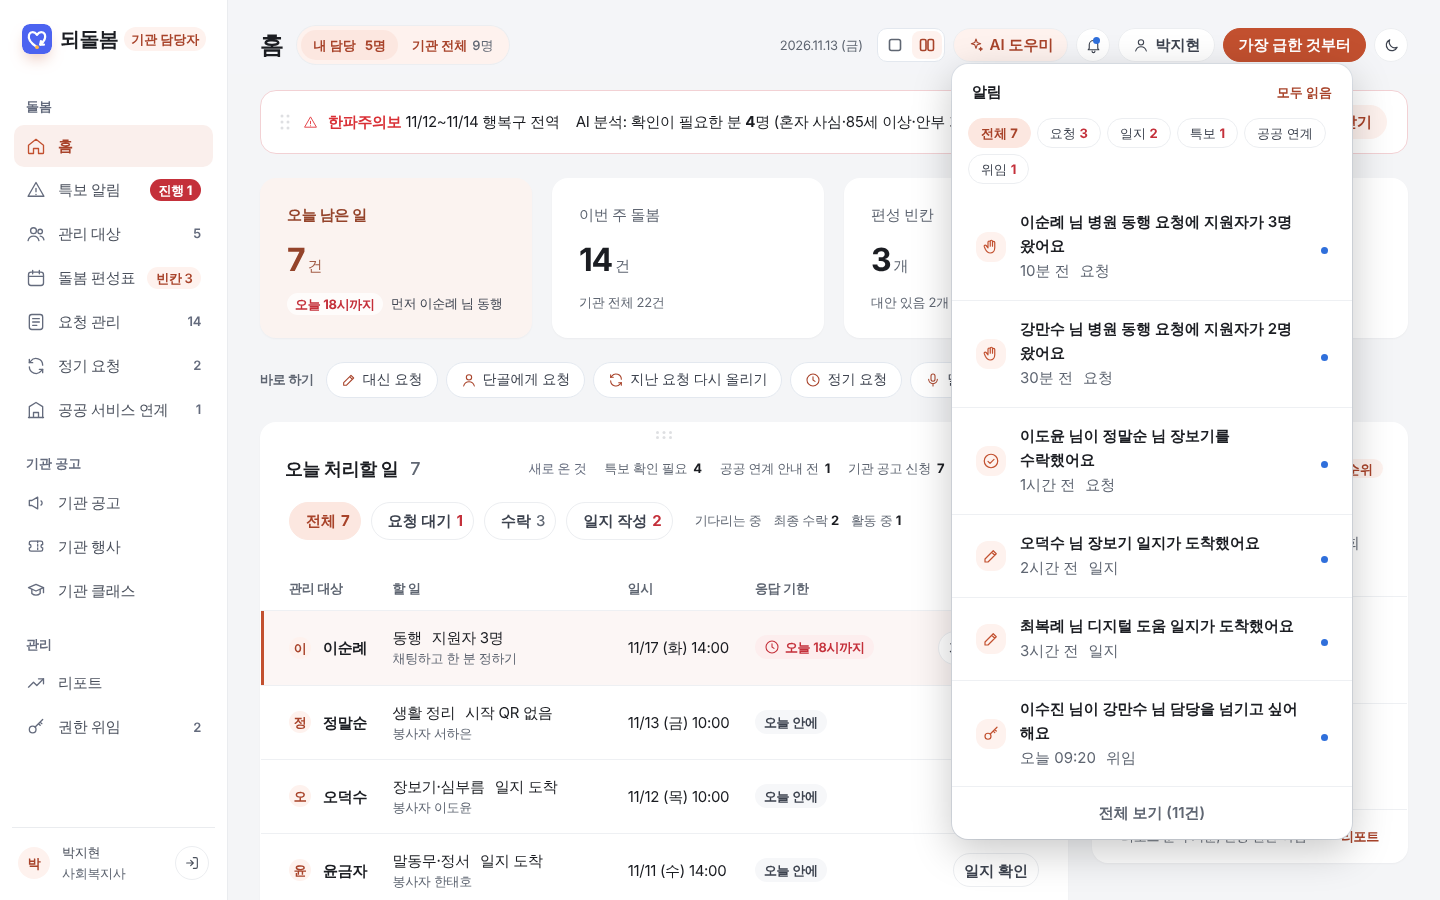 되돌봄 기관 담당자
돌봄
홈
특보 알림 진행 1
관리 대상 5
돌봄 편성표 빈칸 3
요청 관리 14
정기 요청 2
공공 서비스 연계 1
기관 공고
기관 공고
기관 행사
기관 클래스
관리
리포트
권한 위임 2
박 박지현
사회복지사
홈 내 담당 5명 기관 전체 9명
2026.11.13 (금) AI 도우미 박지현 가장 급한 것부터
한파주의보 11/12~11/14 행복구 전역 AI 분석: 확인이 필요한 분 4명 (혼자 사심·85세 이상·안부
오늘 남은 일
7 건
오늘 18시까지 먼저 이순례 님 동행
이번 주 돌봄
14 건
기관 전체 22건
편성 빈칸
3 개
대안 있음 2개
바로 하기 대신 요청 단골에게 요청 지난 요청 다시 올리기 정기 요청
오늘 처리할 일 7
새로 온 것 특보 확인 필요 4 공공 연계 안내 전 1 기관 공고 신청 7
전체 7 요청 대기 1 수락 3 일지 작성 2 기다리는 중 최종 수락 2 활동 중 1
관리 대상 할 일 일시 응답 기한
이 이순례 동행 지원자 3명 11/17 (화) 14:00 오늘 18시까지
채팅하고 한 분 정하기
정 정말순 생활 정리 시작 QR 없음 11/13 (금) 10:00 오늘 안에
봉사자 서하은
오 오덕수 장보기·심부름 일지 도착 11/12 (목) 10:00 오늘 안에
봉사자 이도윤
윤 윤금자 말동무·정서 일지 도착 11/11 (수) 14:00 오늘 안에 일지 확인
봉사자 한태호
알림 모두 읽음
전체 7 요청 3 일지 2 특보 1 공공 연계
위임 1
이순례 님 병원 동행 요청에 지원자가 3명
왔어요
10분 전 요청
강만수 님 병원 동행 요청에 지원자가 2명
왔어요
30분 전 요청
이도윤 님이 정말순 님 장보기를
수락했어요
1시간 전 요청
오덕수 님 장보기 일지가 도착했어요
2시간 전 일지
최복례 님 디지털 도움 일지가 도착했어요
3시간 전 일지
이수진 님이 강만수 님 담당을 넘기고 싶어
해요
오늘 09:20 위임
전체 보기 (11건)
순위
리포트